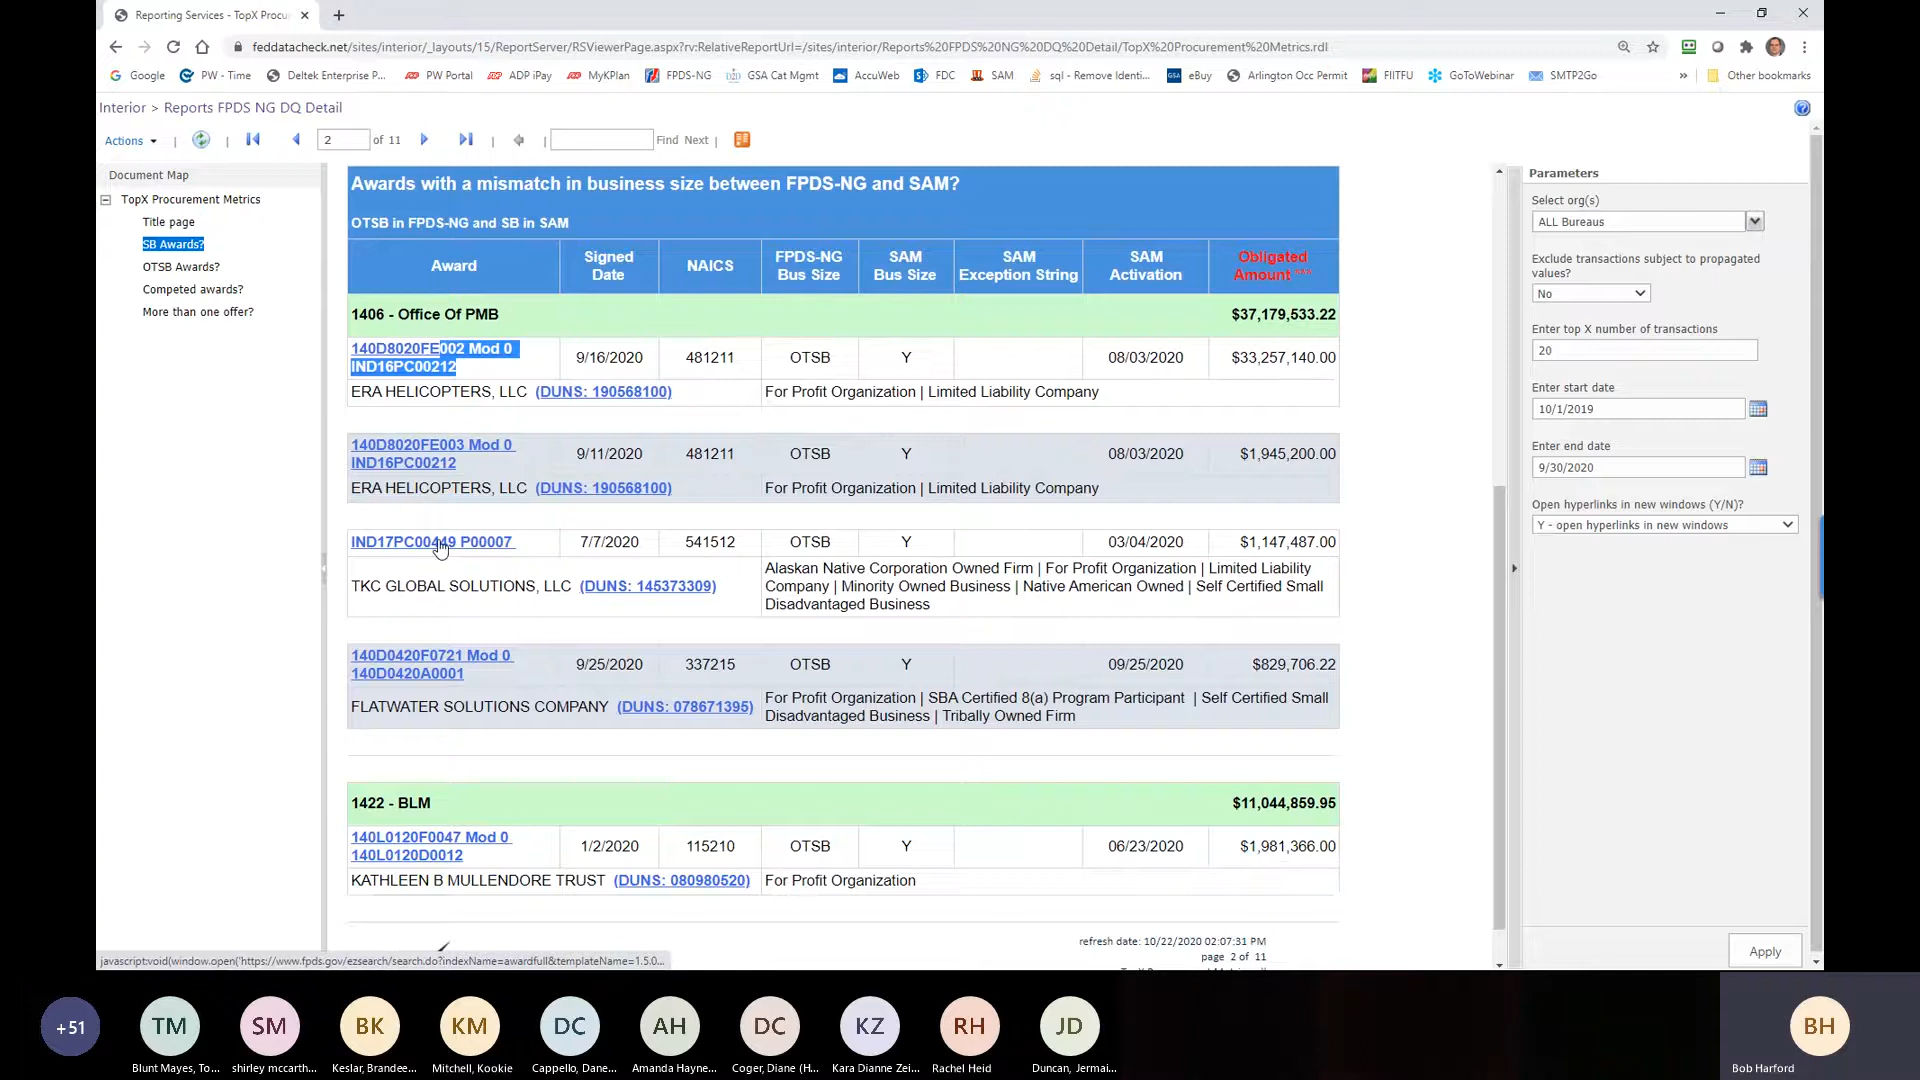 Reporting Services - TopX Procu
feddatacheck.net/sites/interior/_layouts/15/ReportServer/RSViewerPage.aspx?rv:RelativeReportUrl=/sites/interior/Reports%20FPDS%20NG%20DQ%20Detail/TopX%20Procurement%20Metrics.rdl
Google
PW - Time
Deltek Enterprise P...
PW Portal
ADP iPay
MyKPlan
FPDS-NG
GSA Cat Mgmt
AccuWeb
FDC
SAM
sql - Remove Identi...
eBuy
Arlington Occ Permit
FIITFU
GoToWebinar
SMTP2Go
»
Other bookmarks
Interior > Reports FPDS NG DQ Detail
Actions
2 of 11
Find Next
Document Map
TopX Procurement Metrics
Title page
SB Awards?
OTSB Awards?
Competed awards?
More than one offer?
Awards with a mismatch in business size between FPDS-NG and SAM?
OTSB in FPDS-NG and SB in SAM
Award
Signed
Date
NAICS
FPDS-NG
Bus Size
SAM
Bus Size
SAM
Exception String
SAM
Activation
Obligated
Amount ***
1406 - Office Of PMB $37,179,533.22
140D8020FE002 Mod 0
IND16PC00212
9/16/2020 481211 OTSB Y 08/03/2020 $33,257,140.00
ERA HELICOPTERS, LLC (DUNS: 190568100) For Profit Organization | Limited Liability Company
140D8020FE003 Mod 0
IND16PC00212
9/11/2020 481211 OTSB Y 08/03/2020 $1,945,200.00
ERA HELICOPTERS, LLC (DUNS: 190568100) For Profit Organization | Limited Liability Company
IND17PC00449 P00007 7/7/2020 541512 OTSB Y 03/04/2020 $1,147,487.00
TKC GLOBAL SOLUTIONS, LLC (DUNS: 145373309)
Alaskan Native Corporation Owned Firm | For Profit Organization | Limited Liability
Company | Minority Owned Business | Native American Owned | Self Certified Small
Disadvantaged Business
140D0420F0721 Mod 0
140D0420A0001
9/25/2020 337215 OTSB Y 09/25/2020 $829,706.22
FLATWATER SOLUTIONS COMPANY (DUNS: 078671395)
For Profit Organization | SBA Certified 8(a) Program Participant | Self Certified Small
Disadvantaged Business | Tribally Owned Firm
1422 - BLM $11,044,859.95
140L0120F0047 Mod 0
140L0120D0012
1/2/2020 115210 OTSB Y 06/23/2020 $1,981,366.00
KATHLEEN B MULLENDORE TRUST (DUNS: 080980520) For Profit Organization
refresh date: 10/22/2020 02:07:31 PM
page 2 of 11
Parameters
Select org(s)
ALL Bureaus
Exclude transactions subject to propagated
values?
No
Enter top X number of transactions
20
Enter start date
10/1/2019
Enter end date
9/30/2020
Open hyperlinks in new windows (Y/N)?
Y - open hyperlinks in new windows
Apply
javascript:void(window.open('https://www.fpds.gov/ezsearch/search.do?indexName=awardfull&templateName=1.5.0...
+51
TM
SM
BK
KM
DC
AH
DC
KZ
RH
JD
BH
Blunt Mayes, To...
shirley mccarth...
Keslar, Brandee...
Mitchell, Kookie
Cappello, Dane...
Amanda Hayne...
Coger, Diane (H...
Kara Dianne Zei...
Rachel Heid
Duncan, Jermai...
Bob Harford